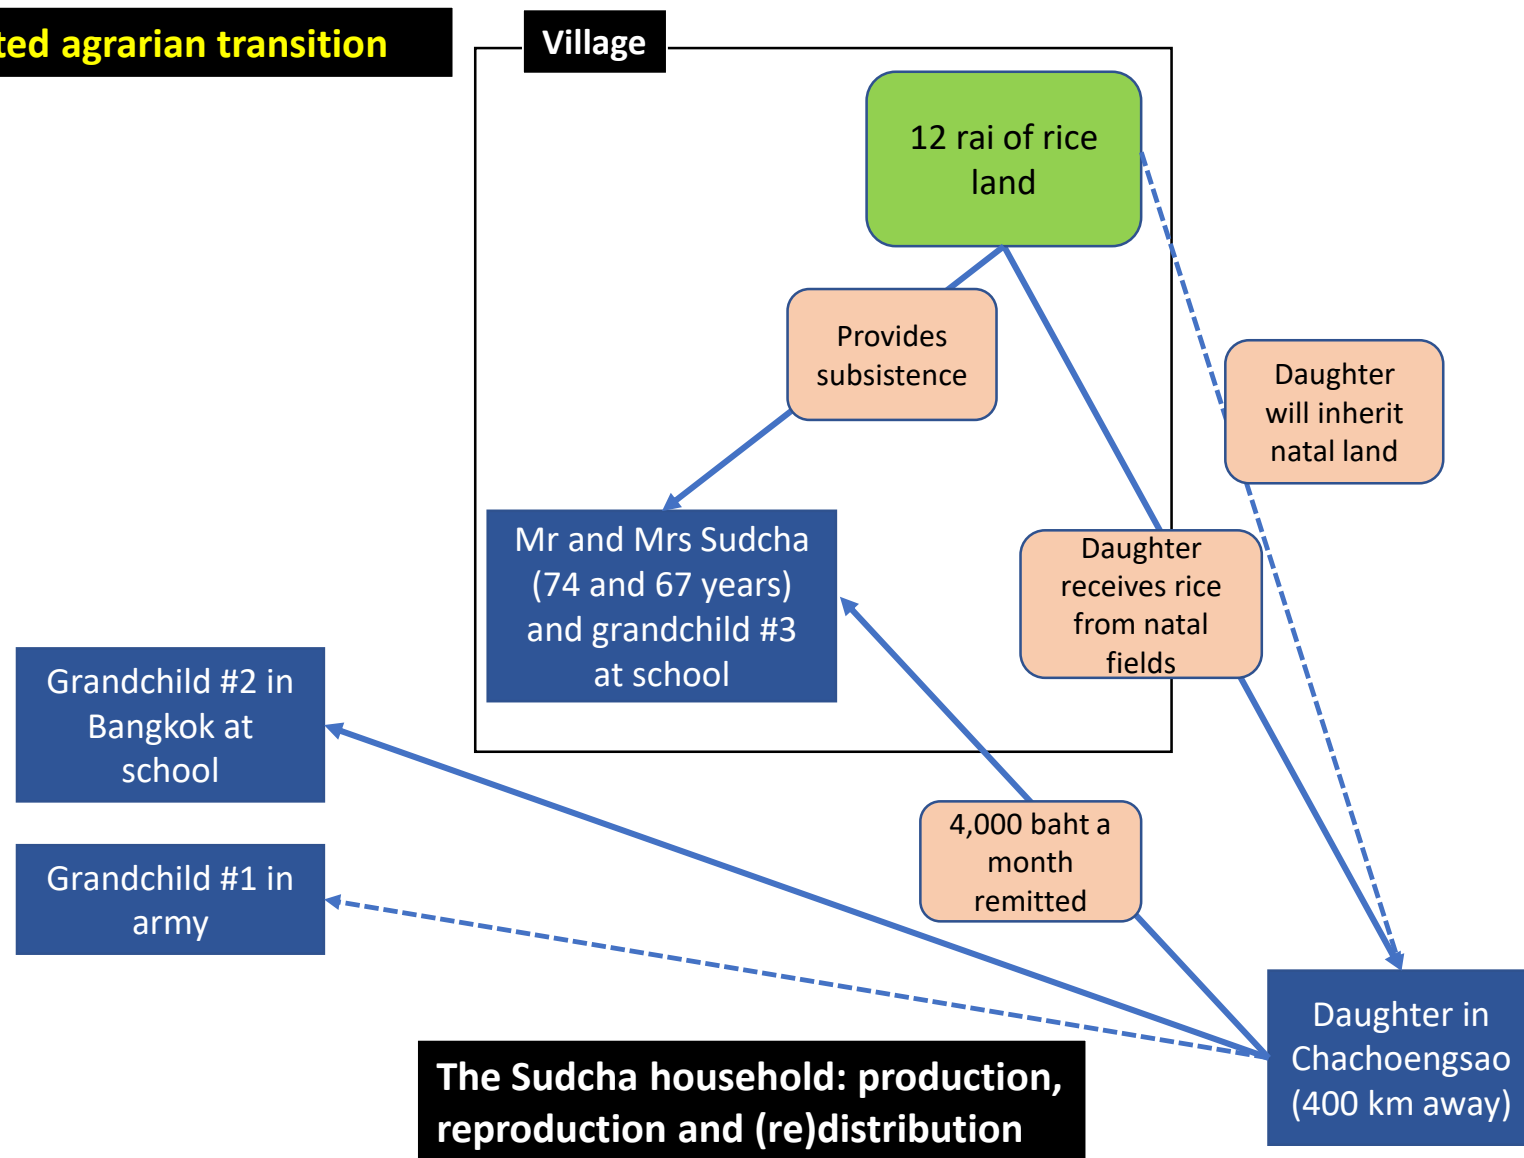 ted agrarian transition
Village
12 rai of rice
land
Provides
subsistence
Daughter
will inherit
natal land
Mr and Mrs Sudcha
(74 and 67 years)
and grandchild #3
at school
Daughter
receives rice
from natal
fields
Grandchild #2 in
Bangkok at
school
4,000 baht a
month
remitted
Grandchild #1 in
army
Daughter in
Chachoengsao
(400 km away)
The Sudcha household: production,
reproduction and (re)distribution